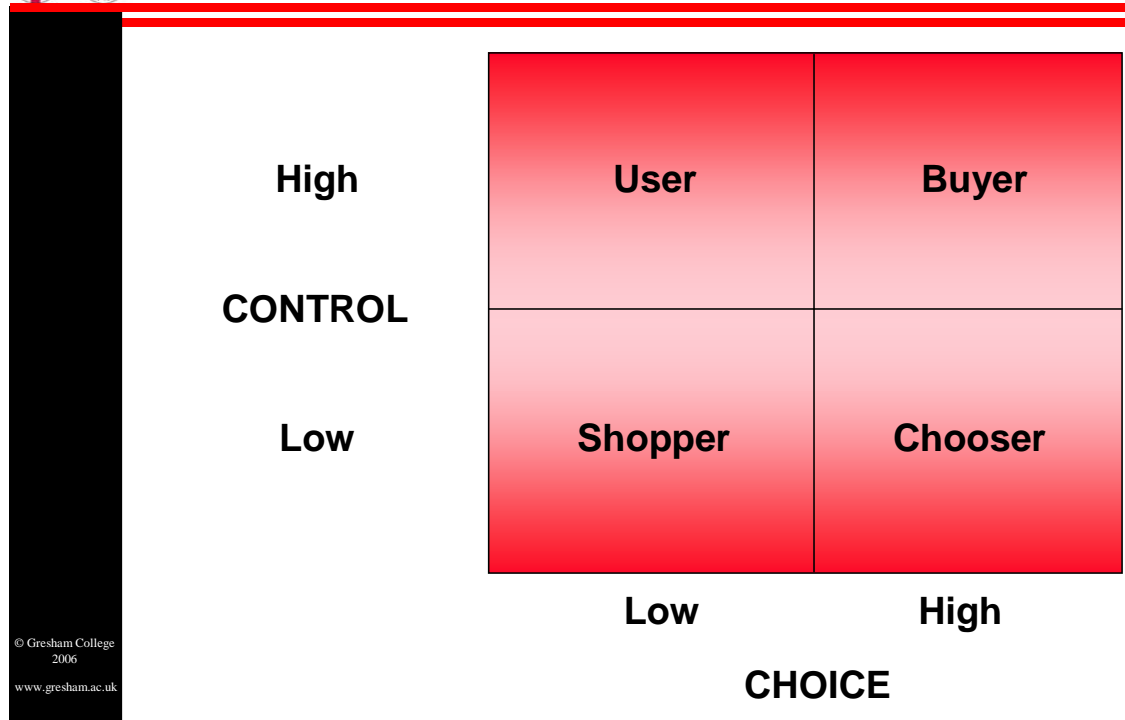 High
User
Buyer
CONTROL
Low
Shopper
Chooser
Low
High
CHOICE
© Gresham College
2006
www.gresham.ac.uk